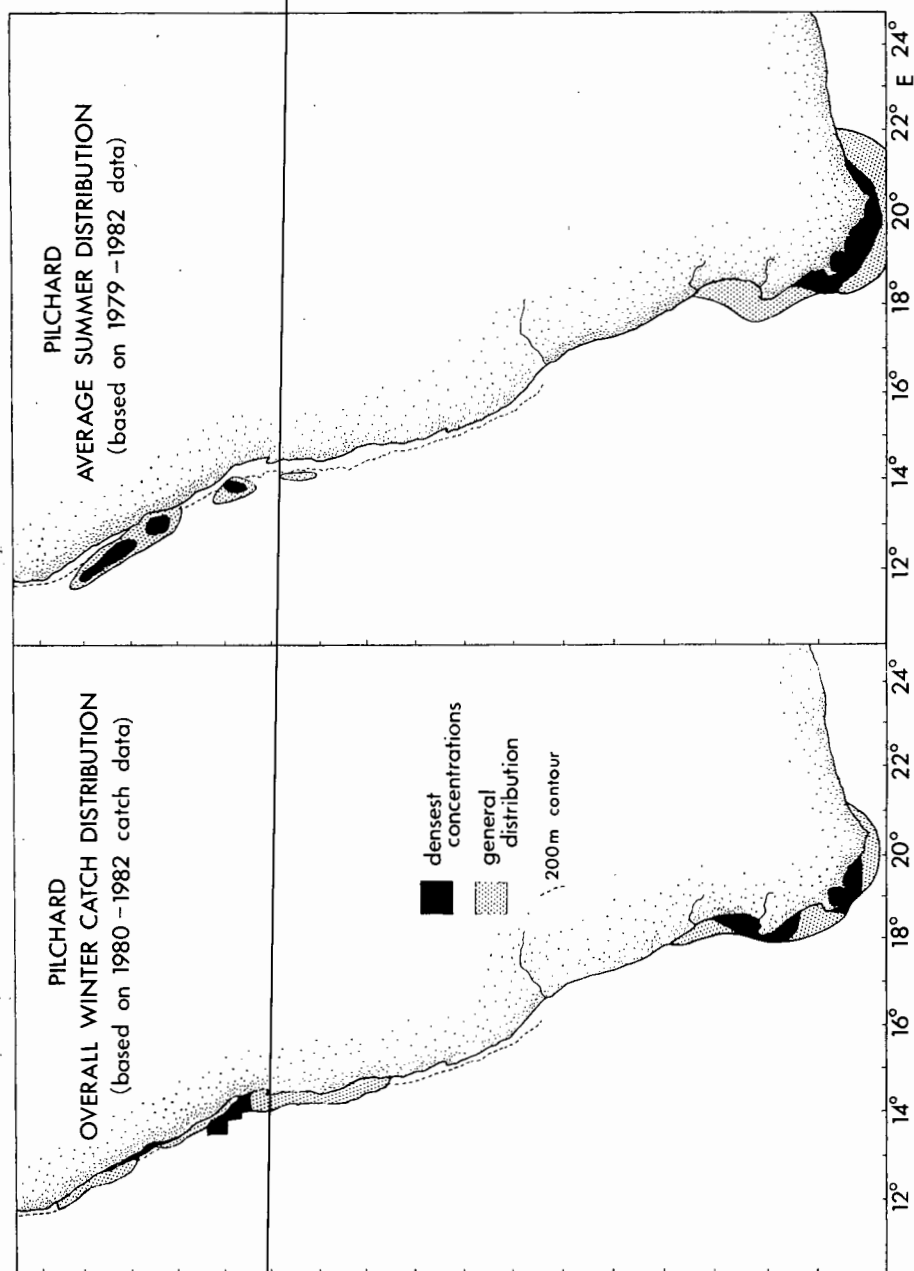 PILCHARD
OVERALL WINTER CATCH DISTRIBUTION
(based on 1980–1982 catch data)
densest
concentrations
general
distribution
200m contour
12° 14° 16° 18° 20° 22° 24°
PILCHARD
AVERAGE SUMMER DISTRIBUTION
(based on 1979–1982 data)
12° 14° 16° 18° 20° 22° E 24°